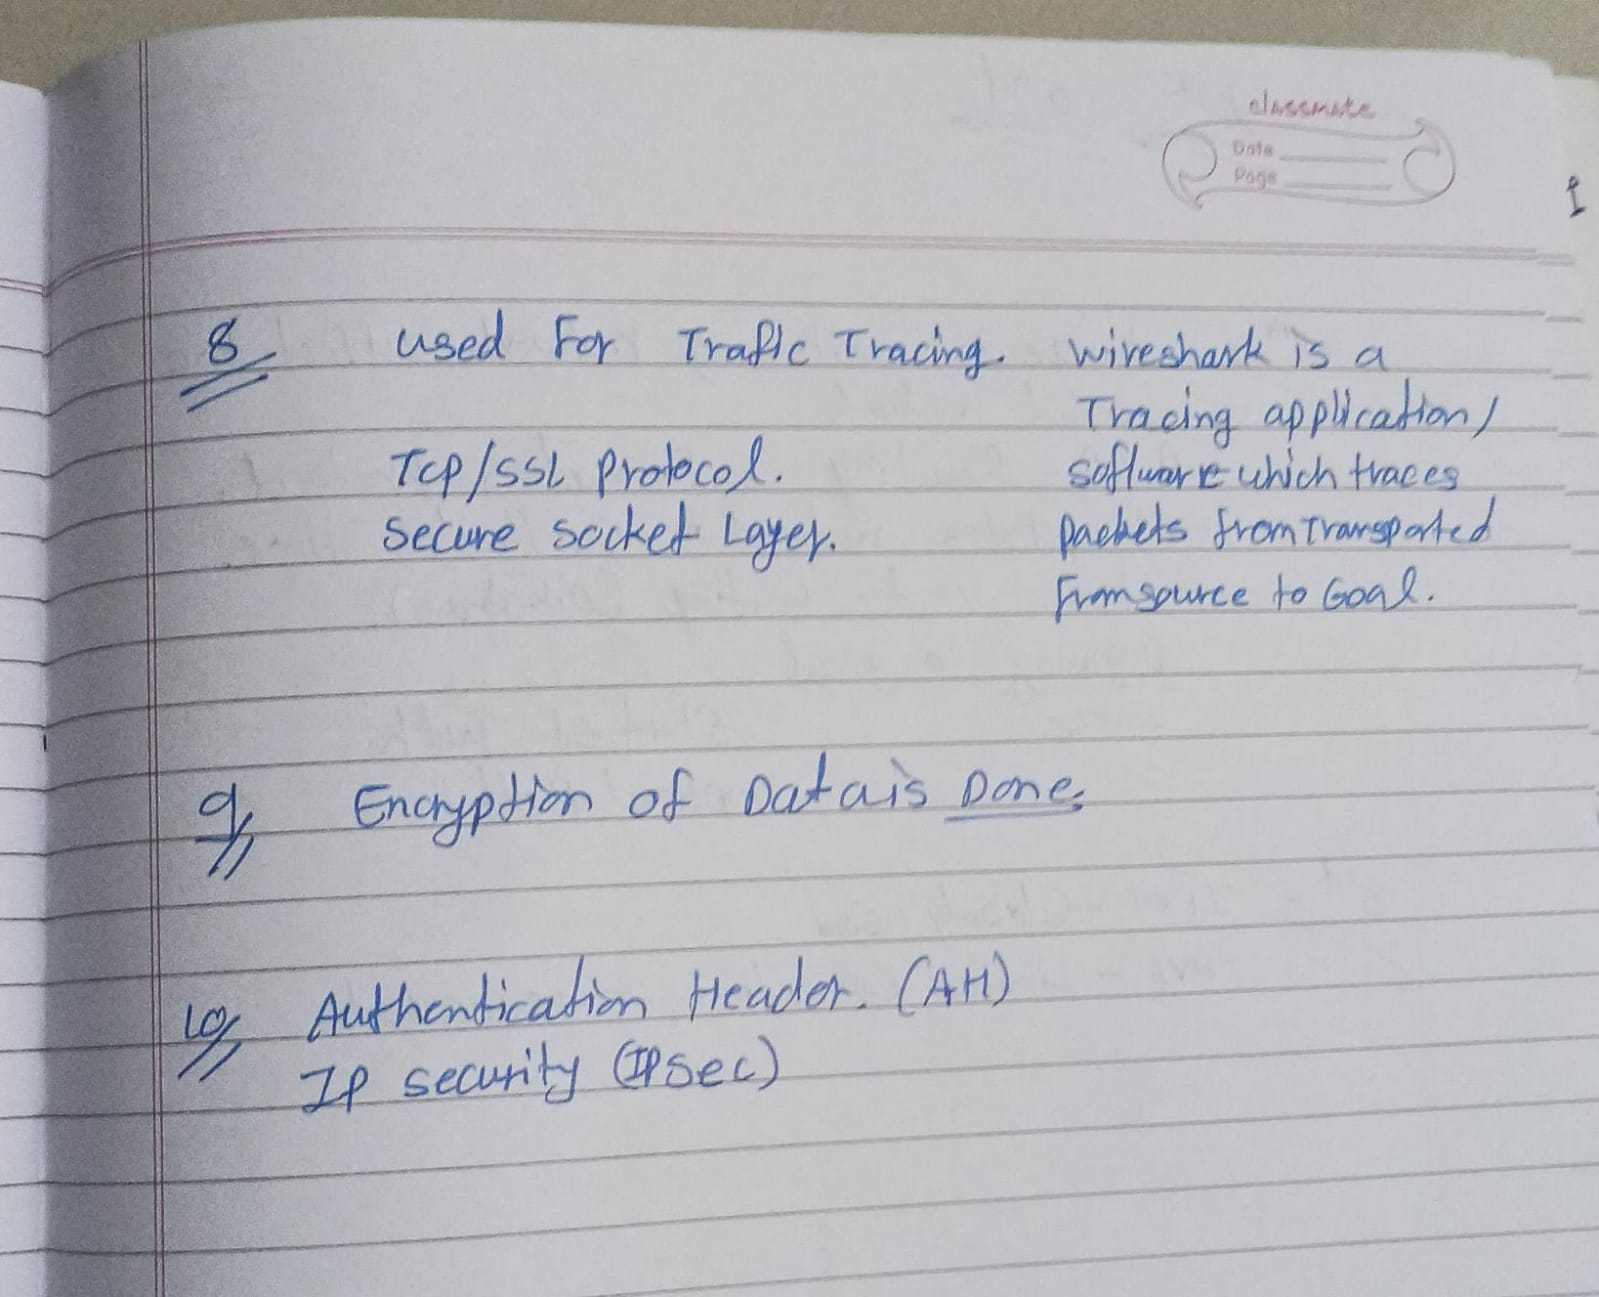 classmate
Date
Page
8 used For Traffic Tracing. wireshark is a
Tracing application/
software which traces
packets from Transported
From source to Goal.
TCP/SSL Protocol.
Secure Socket Layer.
9 Encryption of Data is Done.
10 Authentication Header. (AH)
IP security (IPSec)